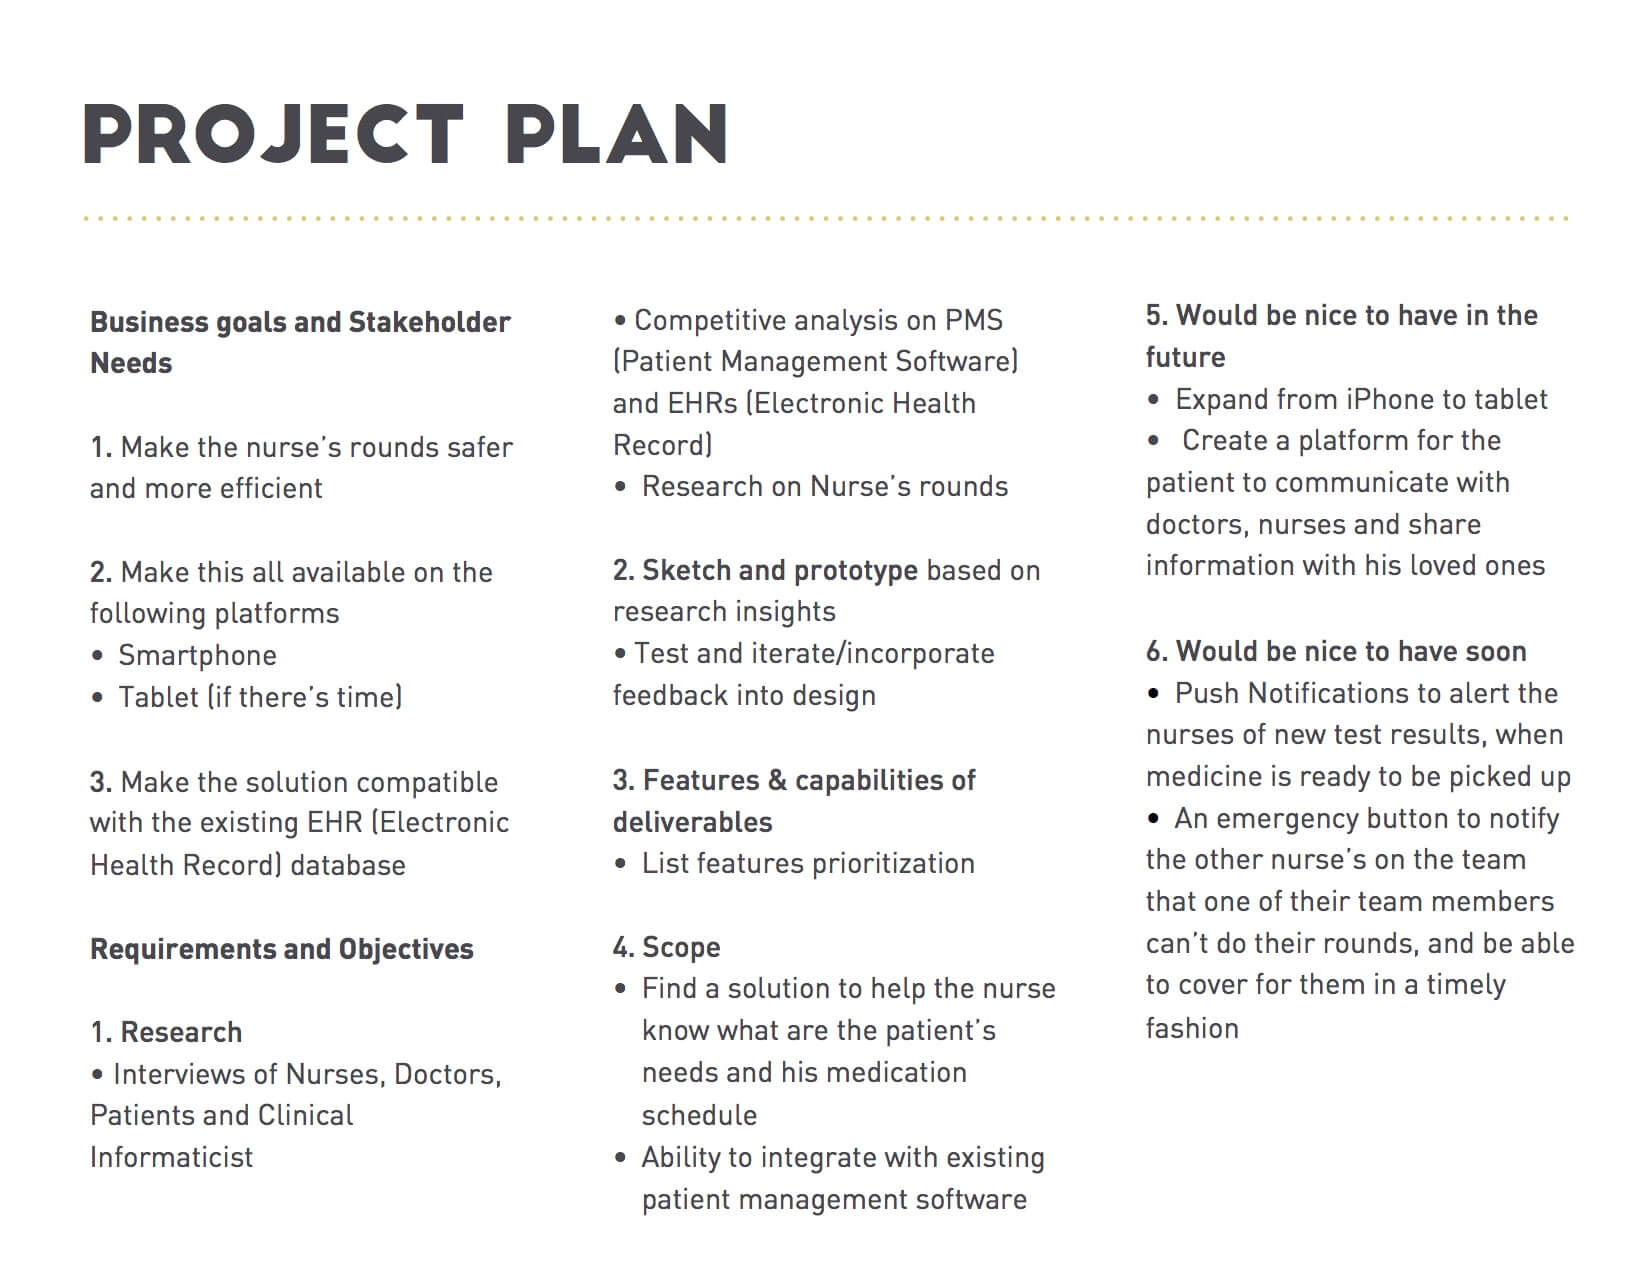 PROJECT PLAN
Business goals and Stakeholder
Needs
1. Make the nurse’s rounds safer
and more efficient
2. Make this all available on the
following platforms
• Smartphone
• Tablet (if there’s time)
3. Make the solution compatible
with the existing EHR (Electronic
Health Record) database
Requirements and Objectives
1. Research
• Interviews of Nurses, Doctors,
Patients and Clinical
Informaticist
• Competitive analysis on PMS
(Patient Management Software)
and EHRs (Electronic Health
Record)
• Research on Nurse’s rounds
2. Sketch and prototype based on
research insights
• Test and iterate/incorporate
feedback into design
3. Features & capabilities of
deliverables
• List features prioritization
4. Scope
• Find a solution to help the nurse
know what are the patient’s
needs and his medication
schedule
• Ability to integrate with existing
patient management software
5. Would be nice to have in the
future
• Expand from iPhone to tablet
• Create a platform for the
patient to communicate with
doctors, nurses and share
information with his loved ones
6. Would be nice to have soon
• Push Notifications to alert the
nurses of new test results, when
medicine is ready to be picked up
• An emergency button to notify
the other nurse’s on the team
that one of their team members
can’t do their rounds, and be able
to cover for them in a timely
fashion